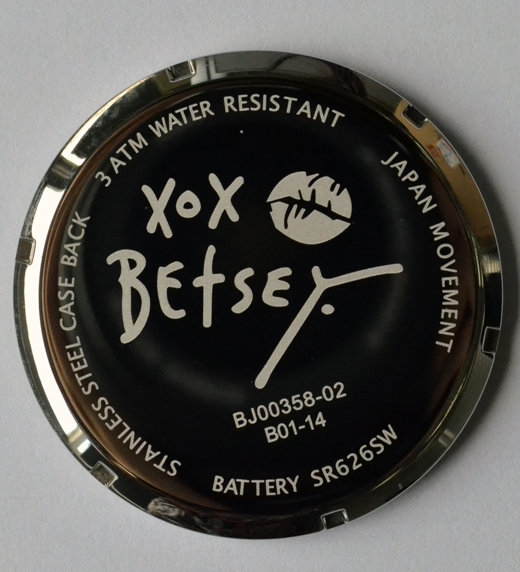 3 ATM WATER RESISTANT
JAPAN MOVEMENT
XOX
BEtsEy
BJ00358-02
B01-14
BATTERY SR626SW
STAINLESS STEEL CASE BACK